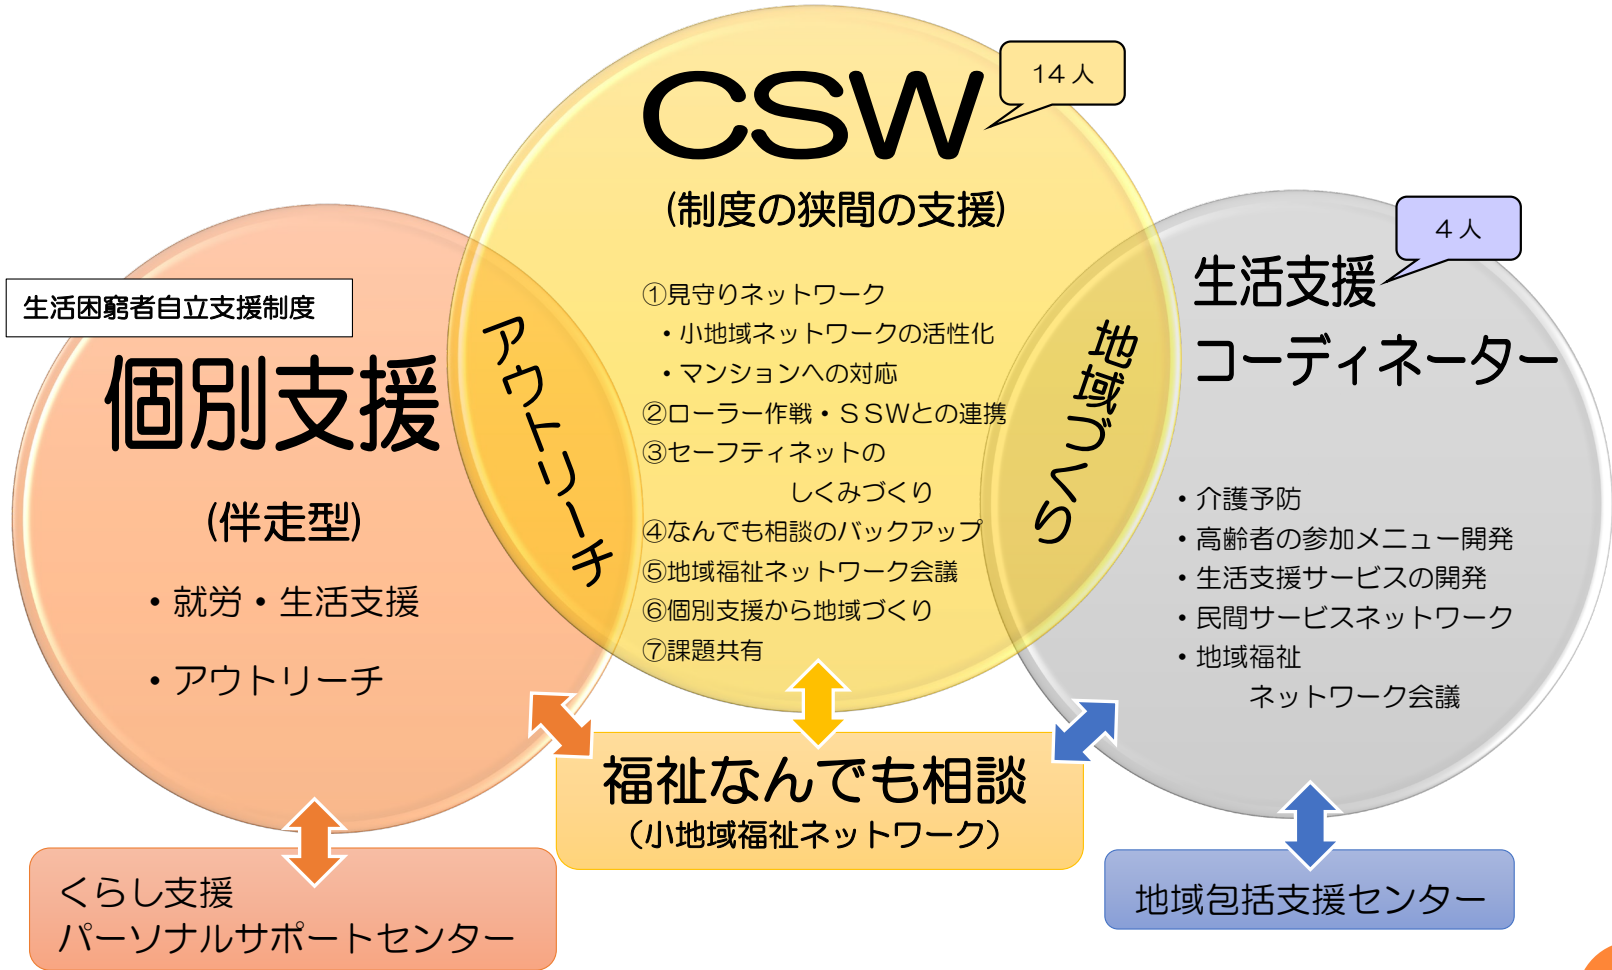 CSW
14人
(制度の狭間の支援)
①見守りネットワーク
・小地域ネットワークの活性化
・マンションへの対応
②ローラー作戦・SSWとの連携
③セーフティネットの
しくみづくり
④なんでも相談のバックアップ
⑤地域福祉ネットワーク会議
⑥個別支援から地域づくり
⑦課題共有
生活困窮者自立支援制度
個別支援
(伴走型)
・就労・生活支援
・アウトリーチ
アウトリーチ
地域づくり
4人
生活支援
コーディネーター
・介護予防
・高齢者の参加メニュー開発
・生活支援サービスの開発
・民間サービスネットワーク
・地域福祉
ネットワーク会議
福祉なんでも相談
(小地域福祉ネットワーク)
くらし支援
パーソナルサポートセンター
地域包括支援センター